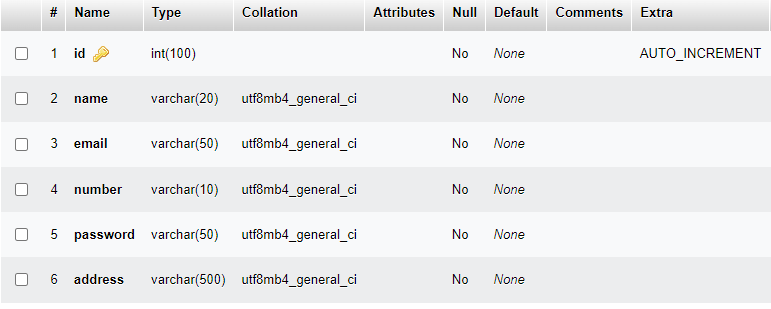 # Name Type Collation Attributes Null Default Comments Extra
1 id int(100) No None AUTO_INCREMENT
2 name varchar(20) utf8mb4_general_ci No None
3 email varchar(50) utf8mb4_general_ci No None
4 number varchar(10) utf8mb4_general_ci No None
5 password varchar(50) utf8mb4_general_ci No None
6 address varchar(500) utf8mb4_general_ci No None